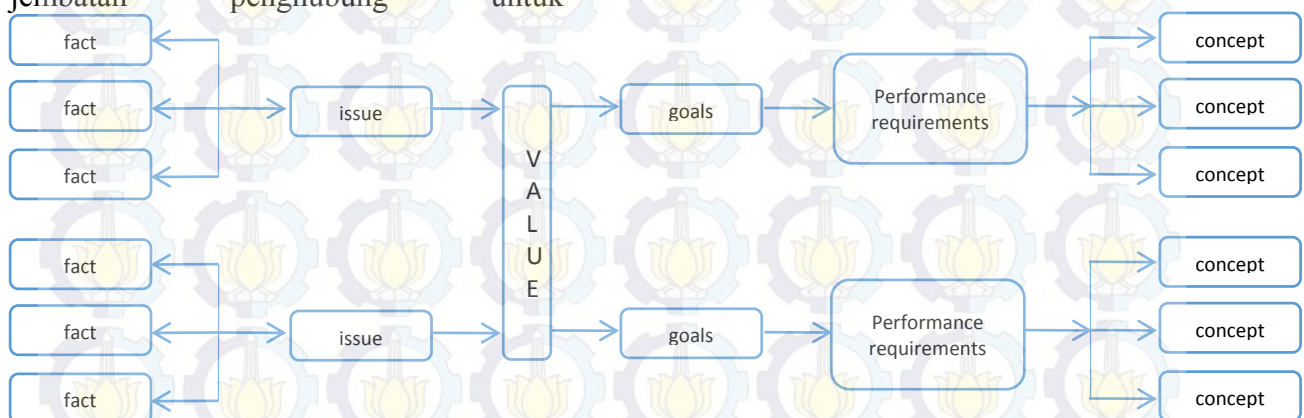 jembatan penghubung untuk
fact
fact
fact
issue
fact
fact
fact
issue
V
A
L
U
E
goals
Performance
requirements
concept
concept
concept
goals
Performance
requirements
concept
concept
concept